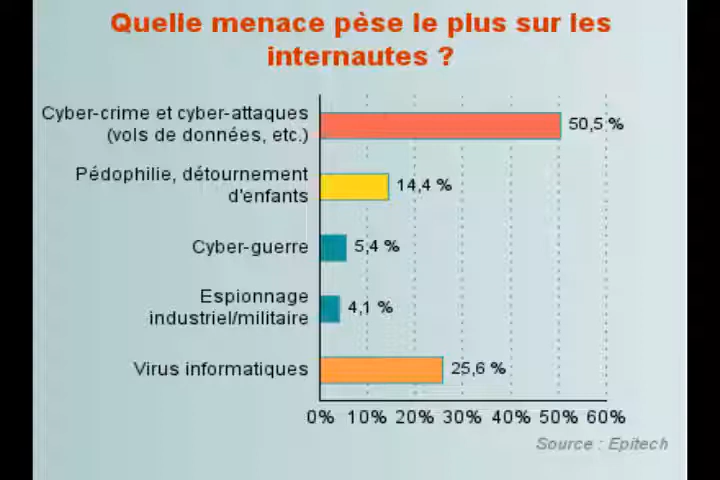 Quelle menace pèse le plus sur les
internautes ?
Cyber-crime et cyber-attaques
(vols de données, etc.)
50,5 %
Pédophilie, détournement
d'enfants
14,4 %
Cyber-guerre
5,4 %
Espionnage
industriel/militaire
4,1 %
Virus informatiques
25,6 %
0% 10% 20% 30% 40% 50% 60%
Source : Epitech